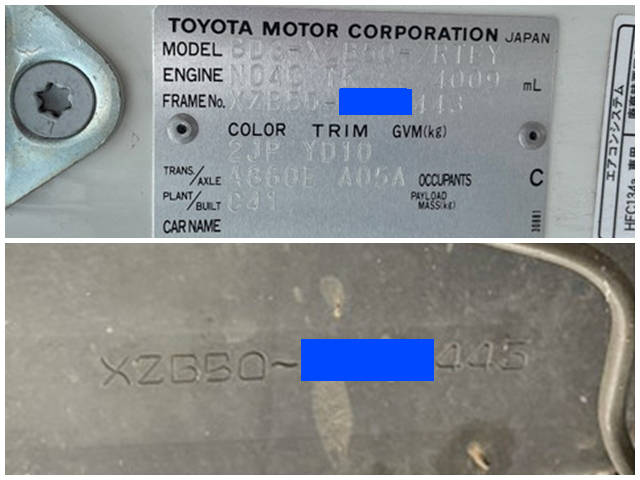 TOYOTA MOTOR CORPORATION JAPAN
MODEL BDG-XZB50-ZRTEY
ENGINE N04C TK 4009 mL
FRAME No. XZB50- 443
COLOR TRIM GVM(kg)
2JP YD10
TRANS./AXLE A860E A05A OCCUPANTS C
PLANT/BUILT C41 PAYLOAD MASS(kg)
CAR NAME
エアコンシステム
HFC134a
XZB50- 445